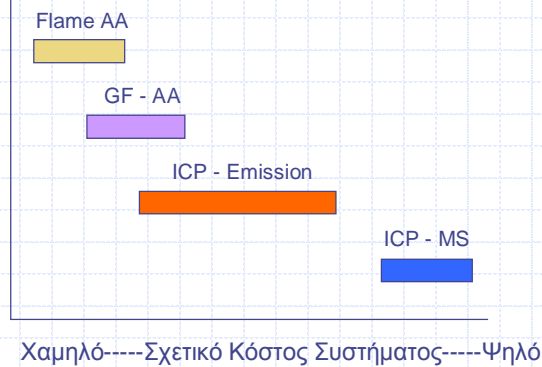 Flame AA
GF - AA
ICP - Emission
ICP - MS
Χαμηλό-----Σχετικό Κόστος Συστήματος-----Ψηλό